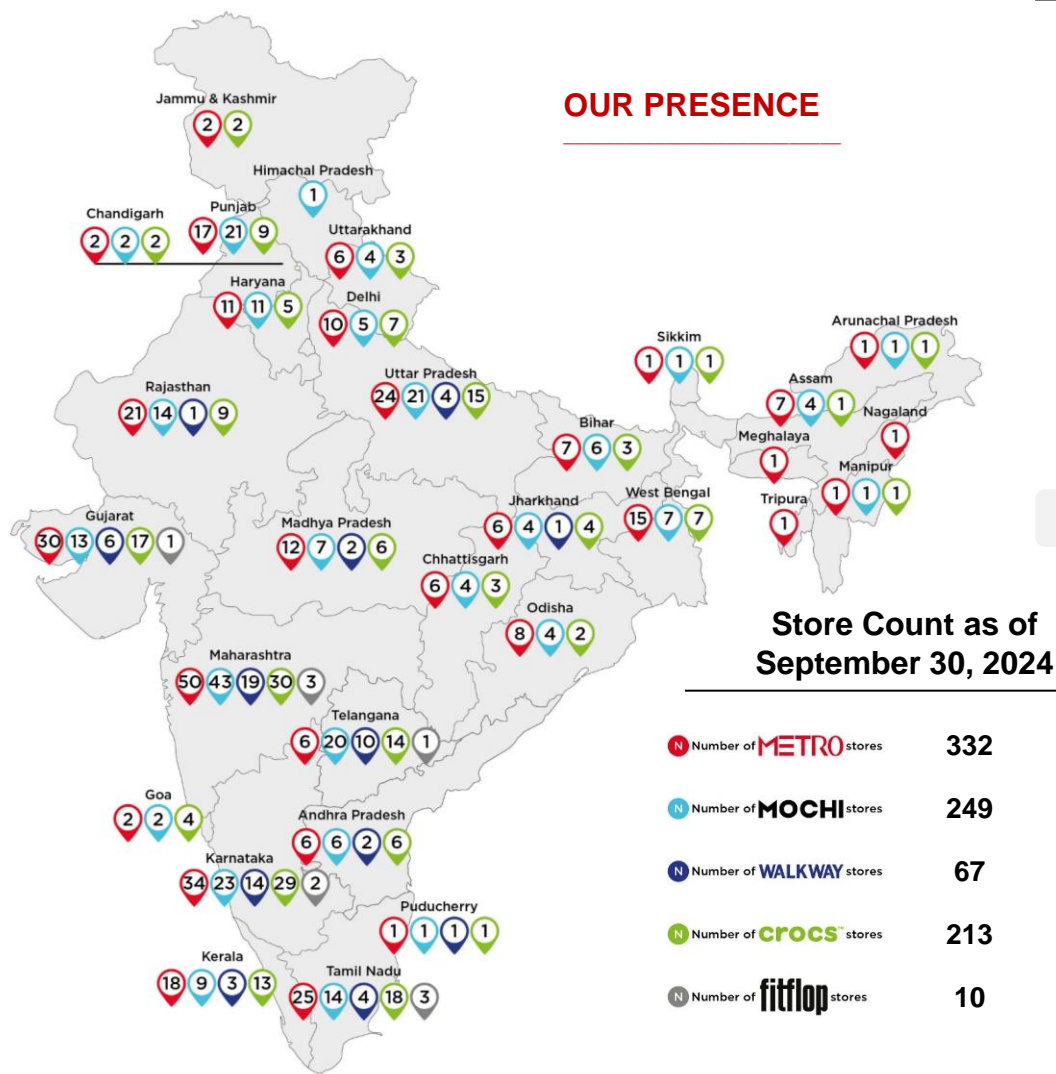 OUR PRESENCE
Jammu & Kashmir
2 2
Himachal Pradesh
1
Chandigarh
2 2 2
Punjab
17 21 9
Uttarakhand
6 4 3
Haryana
11 11 5
Delhi
10 5 7
Sikkim
1 1 1
Arunachal Pradesh
1 1 1
Rajasthan
21 14 1 9
Uttar Pradesh
24 21 4 15
Assam
7 4 1
Nagaland
1
Bihar
7 6 3
Meghalaya
1
Manipur
1 1 1
Gujarat
30 13 6 17 1
Madhya Pradesh
12 7 2 6
Jharkhand
6 4 1 4
West Bengal
15 7 7
Tripura
1
Chhattisgarh
6 4 3
Odisha
8 4 2
Maharashtra
50 43 19 30 3
Telangana
6 20 10 14 1
Goa
2 2 4
Andhra Pradesh
6 6 2 6
Karnataka
34 23 14 29 2
Puducherry
1 1 1 1
Kerala
18 9 3 13
Tamil Nadu
25 14 4 18 3
Store Count as of
September 30, 2024
N Number of METRO stores 332
N Number of MOCHI stores 249
N Number of WALKWAY stores 67
N Number of crocs™ stores 213
N Number of fitflop stores 10